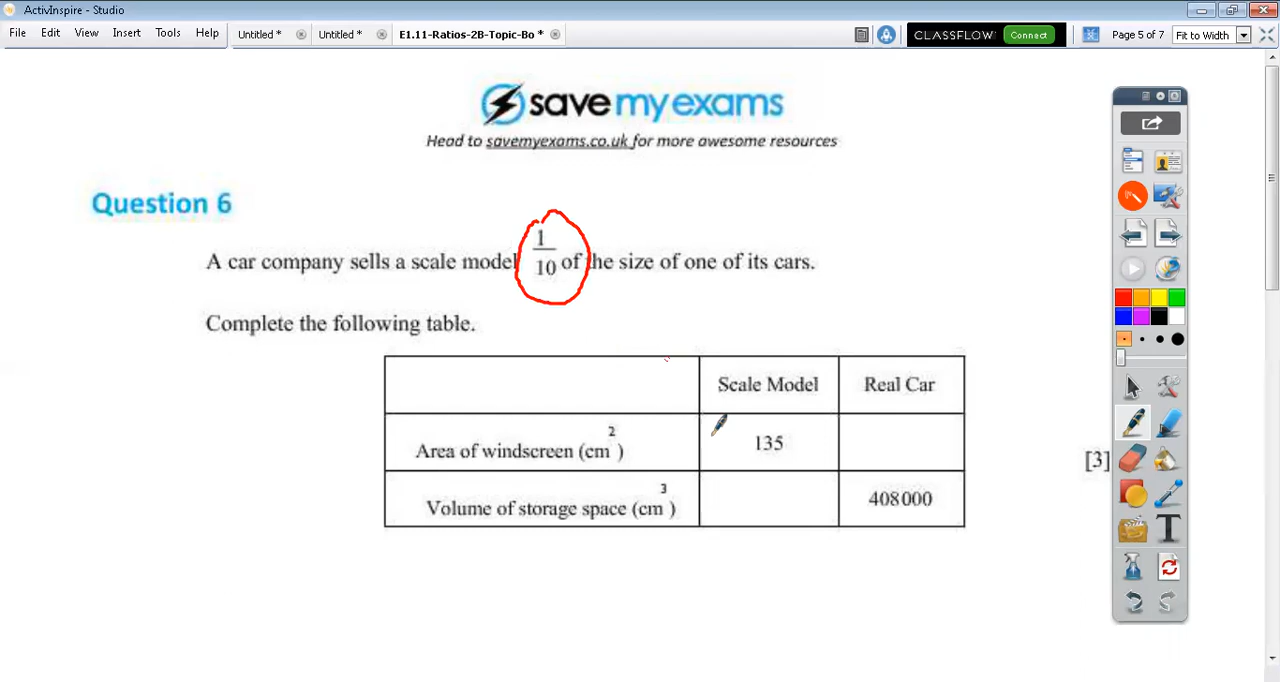 ActivInspire - Studio
File Edit View Insert Tools Help Untitled * Untitled * E1.11-Ratios-2B-Topic-Bo * CLASSFLOW Connect Page 5 of 7 Fit to Width
save my exams
Head to savemyexams.co.uk for more awesome resources
Question 6
A car company sells a scale model 1/10 of the size of one of its cars.
Complete the following table.
Scale Model Real Car
Area of windscreen (cm²) 135
[3]
Volume of storage space (cm³) 408 000
T